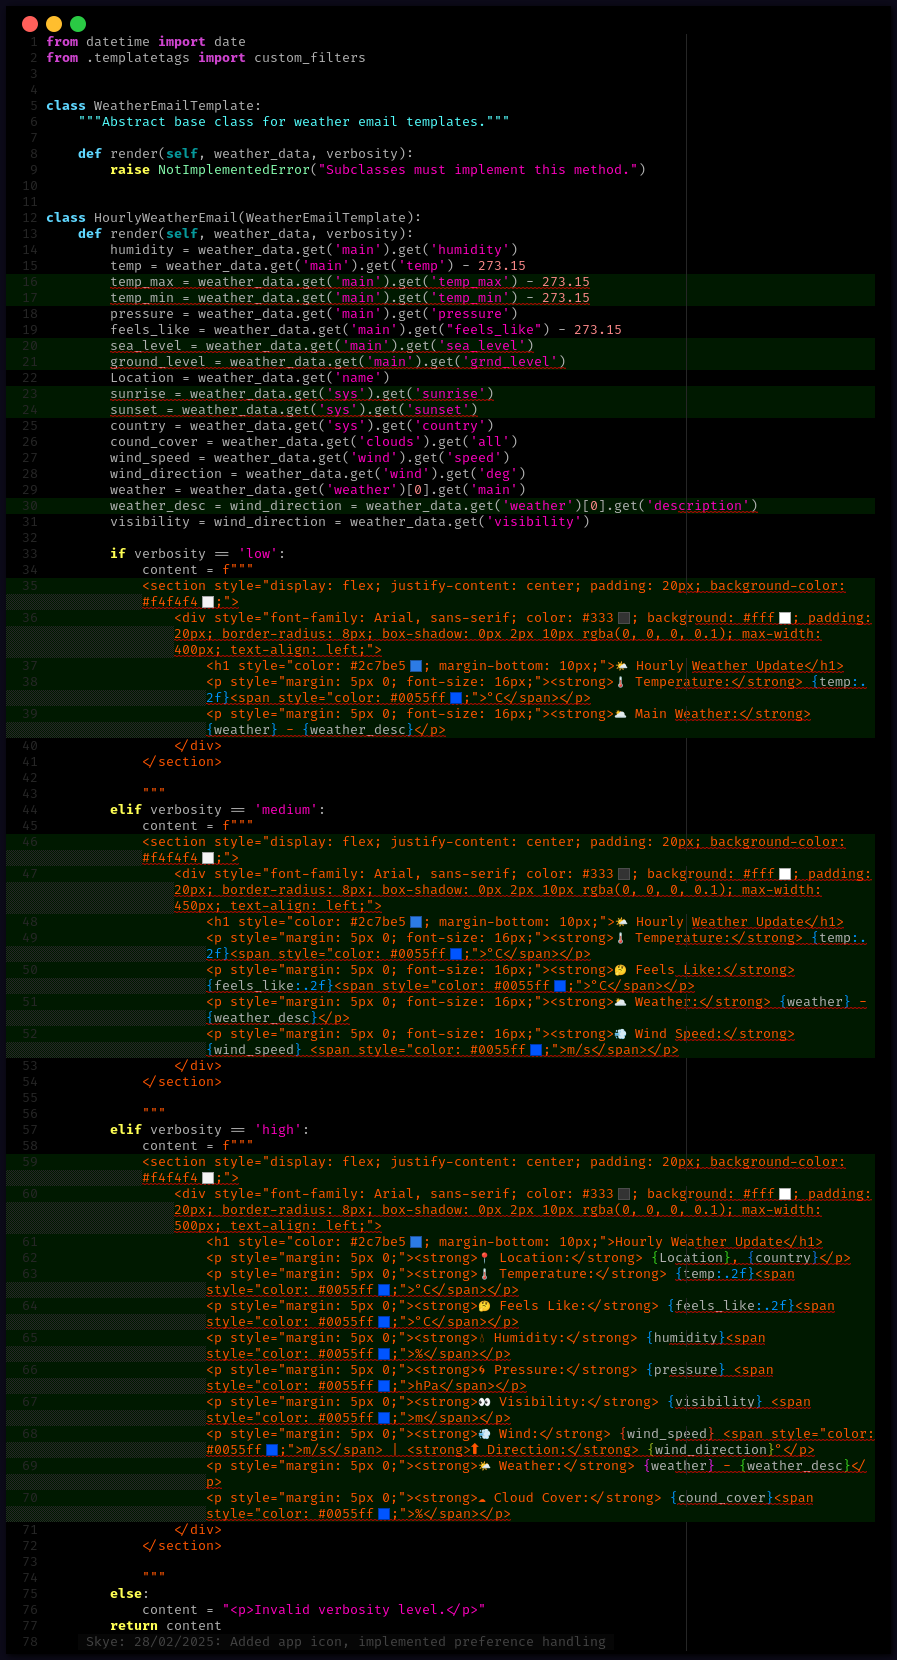 1 from datetime import date
2 from .templatetags import custom_filters
3
4
5 class WeatherEmailTemplate:
6 """Abstract base class for weather email templates."""
7
8 def render(self, weather_data, verbosity):
9 raise NotImplementedError("Subclasses must implement this method.")
10
11
12 class HourlyWeatherEmail(WeatherEmailTemplate):
13 def render(self, weather_data, verbosity):
14 humidity = weather_data.get('main').get('humidity')
15 temp = weather_data.get('main').get('temp') - 273.15
16 temp_max = weather_data.get('main').get('temp_max') - 273.15
17 temp_min = weather_data.get('main').get('temp_min') - 273.15
18 pressure = weather_data.get('main').get('pressure')
19 feels_like = weather_data.get('main').get("feels_like") - 273.15
20 sea_level = weather_data.get('main').get('sea_level')
21 ground_level = weather_data.get('main').get('grnd_level')
22 Location = weather_data.get('name')
23 sunrise = weather_data.get('sys').get('sunrise')
24 sunset = weather_data.get('sys').get('sunset')
25 country = weather_data.get('sys').get('country')
26 cound_cover = weather_data.get('clouds').get('all')
27 wind_speed = weather_data.get('wind').get('speed')
28 wind_direction = weather_data.get('wind').get('deg')
29 weather = weather_data.get('weather')[0].get('main')
30 weather_desc = wind_direction = weather_data.get('weather')[0].get('description')
31 visibility = wind_direction = weather_data.get('visibility')
32
33 if verbosity == 'low':
34 content = f"""
35 <section style="display: flex; justify-content: center; padding: 20px; background-color:
#f4f4f4;">
36 <div style="font-family: Arial, sans-serif; color: #333; background: #fff; padding:
20px; border-radius: 8px; box-shadow: 0px 2px 10px rgba(0, 0, 0, 0.1); max-width:
400px; text-align: left;">
37 <h1 style="color: #2c7be5; margin-bottom: 10px;">🌤 Hourly Weather Update</h1>
38 <p style="margin: 5px 0; font-size: 16px;"><strong>🌡 Temperature:</strong> {temp:.
2f}<span style="color: #0055ff;">°C</span></p>
39 <p style="margin: 5px 0; font-size: 16px;"><strong>🌥 Main Weather:</strong>
{weather} - {weather_desc}</p>
40 </div>
41 </section>
42
43 """
44 elif verbosity == 'medium':
45 content = f"""
46 <section style="display: flex; justify-content: center; padding: 20px; background-color:
#f4f4f4;">
47 <div style="font-family: Arial, sans-serif; color: #333; background: #fff; padding:
20px; border-radius: 8px; box-shadow: 0px 2px 10px rgba(0, 0, 0, 0.1); max-width:
450px; text-align: left;">
48 <h1 style="color: #2c7be5; margin-bottom: 10px;">🌤 Hourly Weather Update</h1>
49 <p style="margin: 5px 0; font-size: 16px;"><strong>🌡 Temperature:</strong> {temp:.
2f}<span style="color: #0055ff;">°C</span></p>
50 <p style="margin: 5px 0; font-size: 16px;"><strong>🤔 Feels Like:</strong>
{feels_like:.2f}<span style="color: #0055ff;">°C</span></p>
51 <p style="margin: 5px 0; font-size: 16px;"><strong>🌥 Weather:</strong> {weather} -
{weather_desc}</p>
52 <p style="margin: 5px 0; font-size: 16px;"><strong>💨 Wind Speed:</strong>
{wind_speed} <span style="color: #0055ff;">m/s</span></p>
53 </div>
54 </section>
55
56 """
57 elif verbosity == 'high':
58 content = f"""
59 <section style="display: flex; justify-content: center; padding: 20px; background-color:
#f4f4f4;">
60 <div style="font-family: Arial, sans-serif; color: #333; background: #fff; padding:
20px; border-radius: 8px; box-shadow: 0px 2px 10px rgba(0, 0, 0, 0.1); max-width:
500px; text-align: left;">
61 <h1 style="color: #2c7be5; margin-bottom: 10px;">Hourly Weather Update</h1>
62 <p style="margin: 5px 0;"><strong>📍 Location:</strong> {Location}, {country}</p>
63 <p style="margin: 5px 0;"><strong>🌡 Temperature:</strong> {temp:.2f}<span
style="color: #0055ff;">°C</span></p>
64 <p style="margin: 5px 0;"><strong>🤔 Feels Like:</strong> {feels_like:.2f}<span
style="color: #0055ff;">°C</span></p>
65 <p style="margin: 5px 0;"><strong>💧 Humidity:</strong> {humidity}<span
style="color: #0055ff;">%</span></p>
66 <p style="margin: 5px 0;"><strong>🌀 Pressure:</strong> {pressure} <span
style="color: #0055ff;">hPa</span></p>
67 <p style="margin: 5px 0;"><strong>👀 Visibility:</strong> {visibility} <span
style="color: #0055ff;">m</span></p>
68 <p style="margin: 5px 0;"><strong>💨 Wind:</strong> {wind_speed} <span style="color:
#0055ff;">m/s</span> | <strong>⬆ Direction:</strong> {wind_direction}°</p>
69 <p style="margin: 5px 0;"><strong>🌤 Weather:</strong> {weather} - {weather_desc}</
p>
70 <p style="margin: 5px 0;"><strong>☁ Cloud Cover:</strong> {cound_cover}<span
style="color: #0055ff;">%</span></p>
71 </div>
72 </section>
73
74 """
75 else:
76 content = "<p>Invalid verbosity level.</p>"
77 return content
78 Skye: 28/02/2025: Added app icon, implemented preference handling